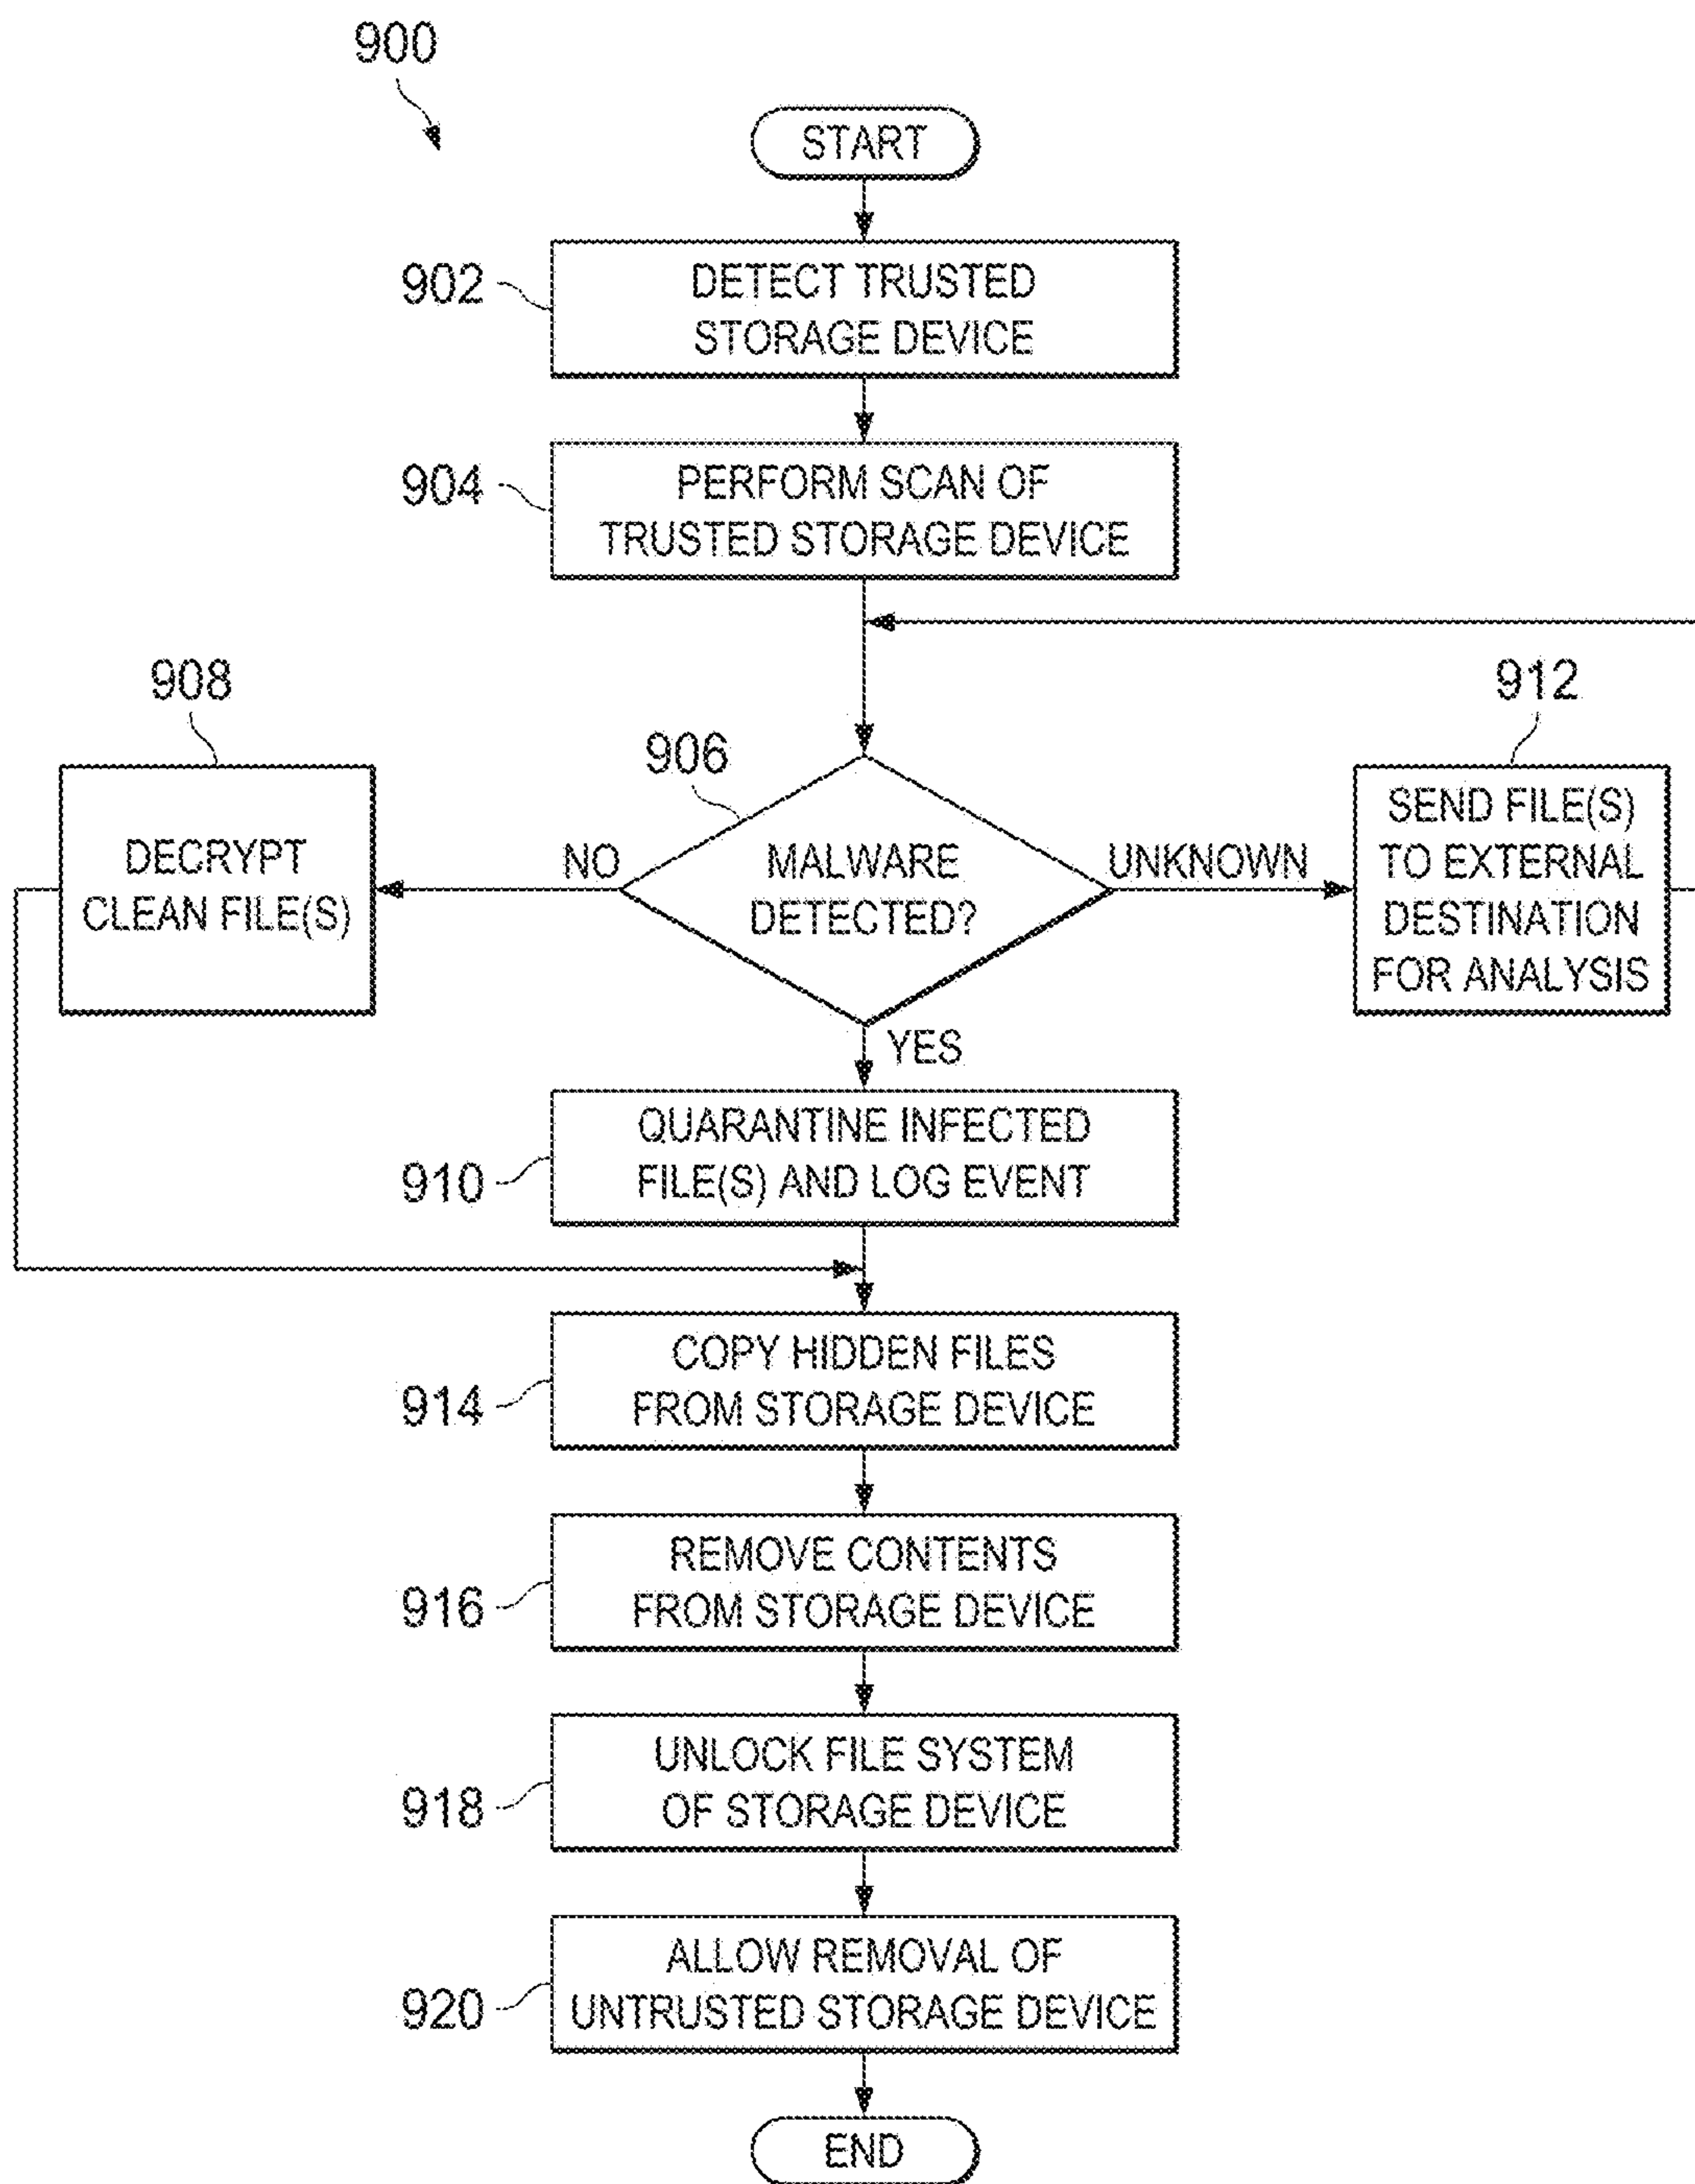 900
START
902
DETECT TRUSTED
STORAGE DEVICE
904
PERFORM SCAN OF
TRUSTED STORAGE DEVICE
908
DECRYPT
CLEAN FILE(S)
906
NO
MALWARE
DETECTED?
UNKNOWN
912
SEND FILE(S)
TO EXTERNAL
DESTINATION
FOR ANALYSIS
YES
910
QUARANTINE INFECTED
FILE(S) AND LOG EVENT
914
COPY HIDDEN FILES
FROM STORAGE DEVICE
916
REMOVE CONTENTS
FROM STORAGE DEVICE
918
UNLOCK FILE SYSTEM
OF STORAGE DEVICE
920
ALLOW REMOVAL OF
UNTRUSTED STORAGE DEVICE
END